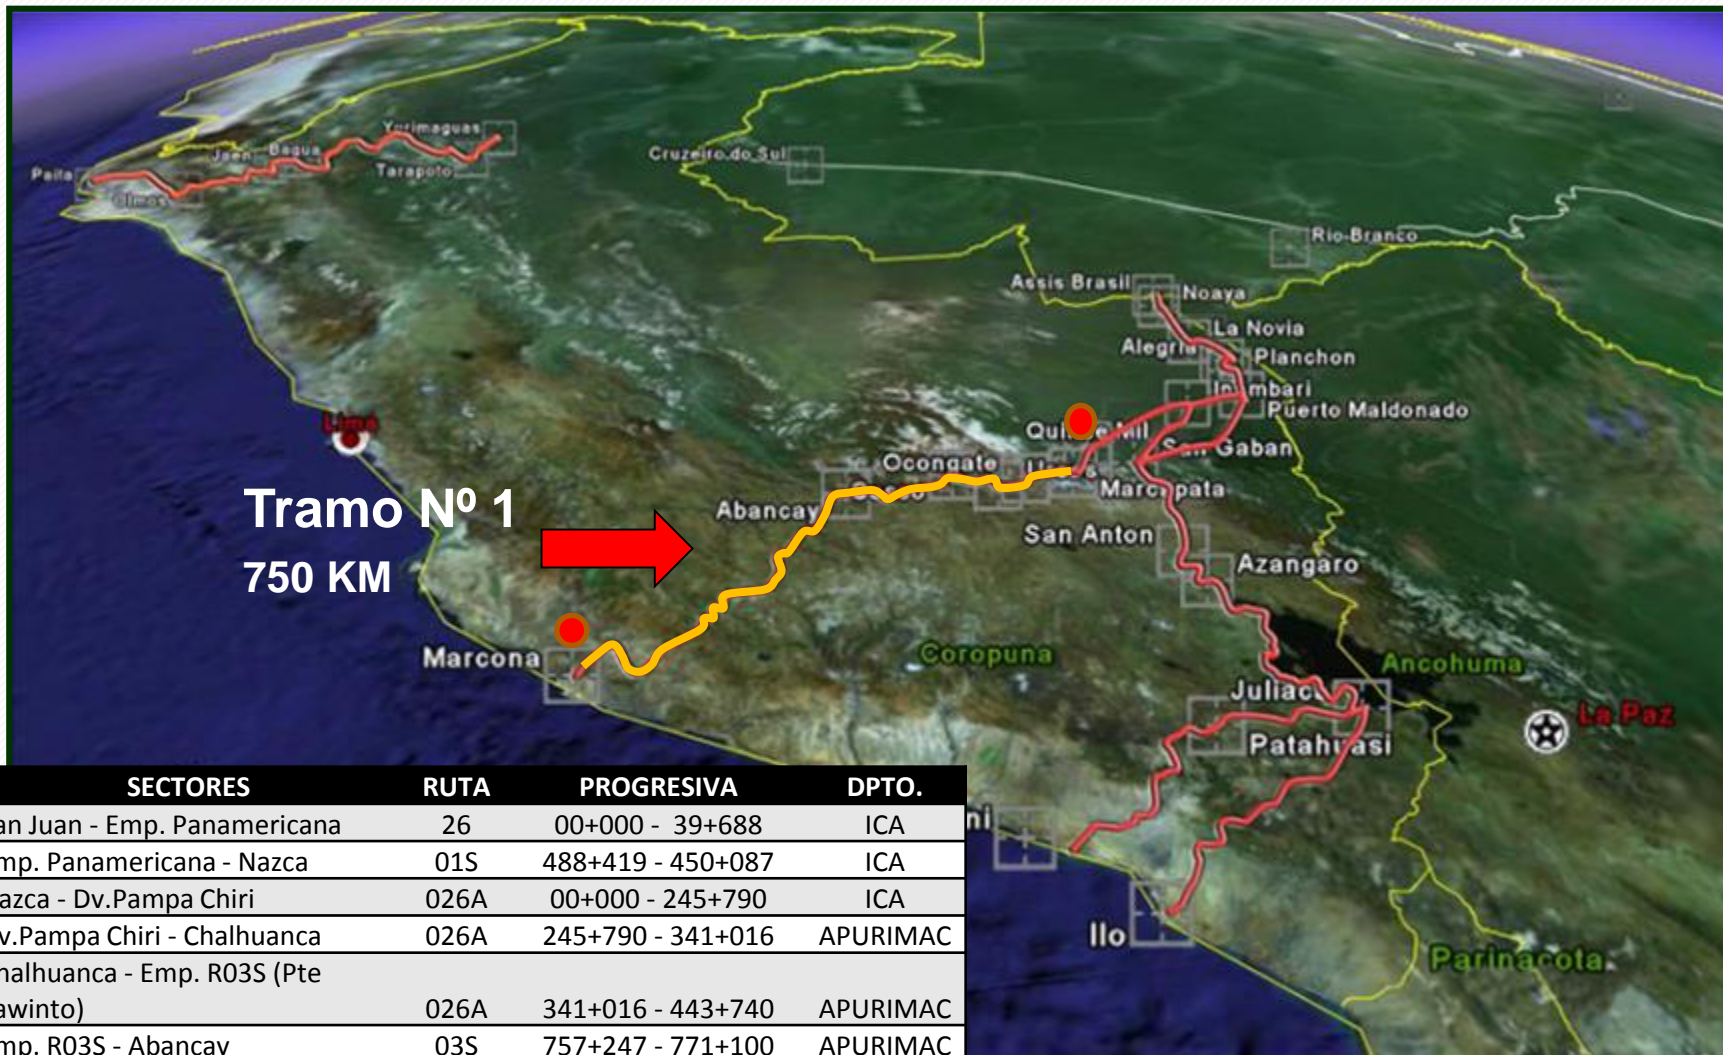 Yurimaguas
Jaen
Bagua
Paita
Tarapoto
Olmos
Cruzeiro do Sul
Rio Branco
Assis Brasil
Noaya
La Novia
Alegria
Planchon
Puerto Maldonado
Lima
Gaban
Ocongate
Abancay
San Anton
Azangaro
Tramo Nº 1
750 KM
Marcona
Coropuna
Ancohuma
La Paz
Patahuasi
Ilo
Parinacota
SECTORES RUTA PROGRESIVA DPTO.
an Juan - Emp. Panamericana 26 00+000 - 39+688 ICA
mp. Panamericana - Nazca 01S 488+419 - 450+087 ICA
azca - Dv.Pampa Chiri 026A 00+000 - 245+790 ICA
v.Pampa Chiri - Chalhuanca 026A 245+790 - 341+016 APURIMAC
halhuanca - Emp. R03S (Pte
awinto) 026A 341+016 - 443+740 APURIMAC
mp. R03S - Abancay 03S 757+247 - 771+100 APURIMAC
ni